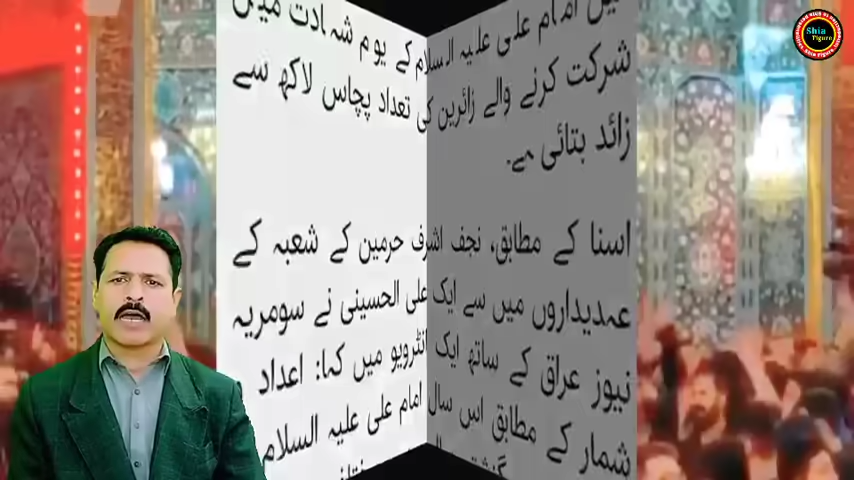 میں امام علی علیہ السلام کے یوم شہادت میں
شرکت کرنے والے زائرین کی تعداد پچاس لاکھ سے
زائد بتائی ہے۔
اسنا کے مطابق، نجف اشرف حرمین کے شعبہ کے
عہدیداروں میں سے ایک علی الحسینی نے سومریہ
نیوز عراق کے ساتھ ایک انٹرویو میں کہا: اعداد
شمار کے مطابق اس سال امام علی علیہ السلام
Shia
Tigers